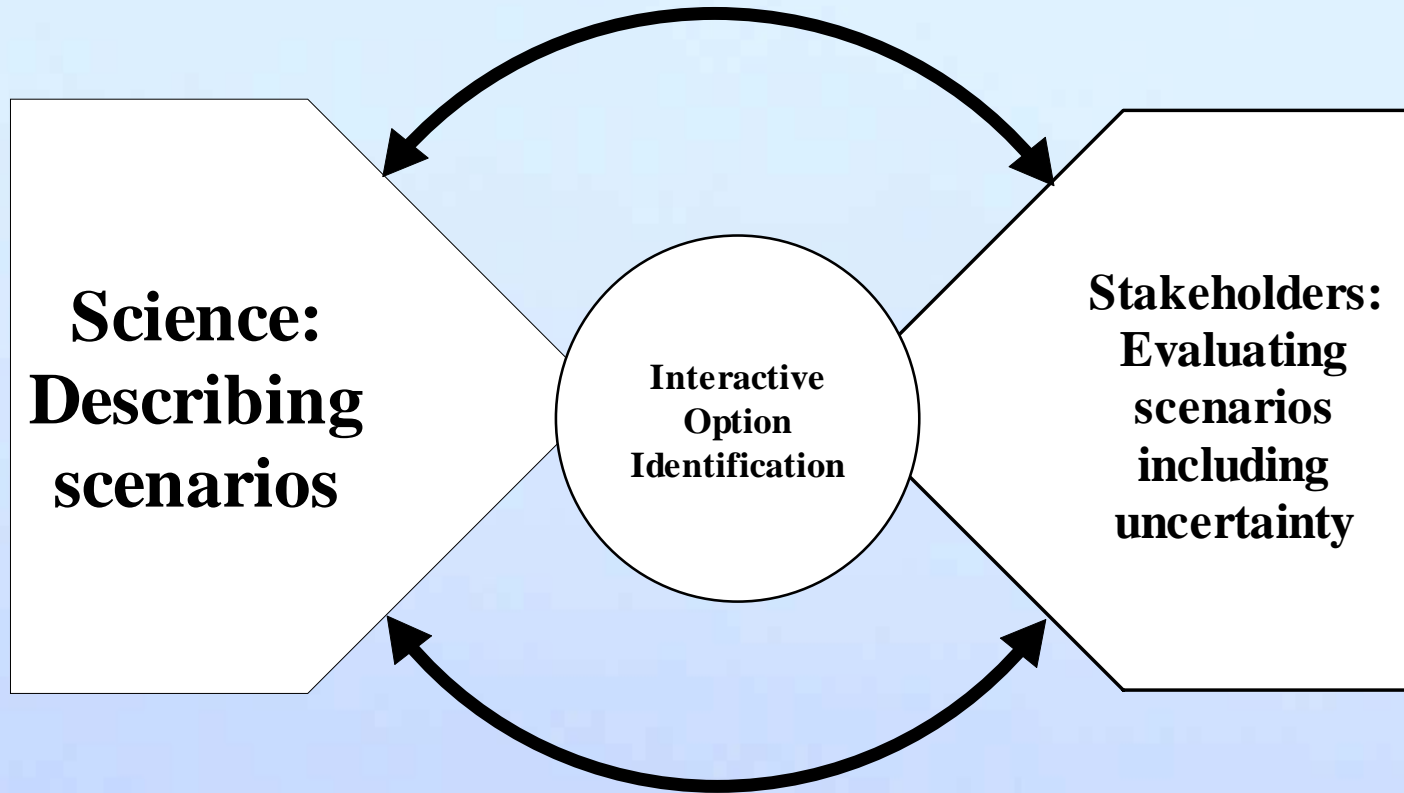 Science:
Describing
scenarios
Interactive
Option
Identification
Stakeholders:
Evaluating
scenarios
including
uncertainty